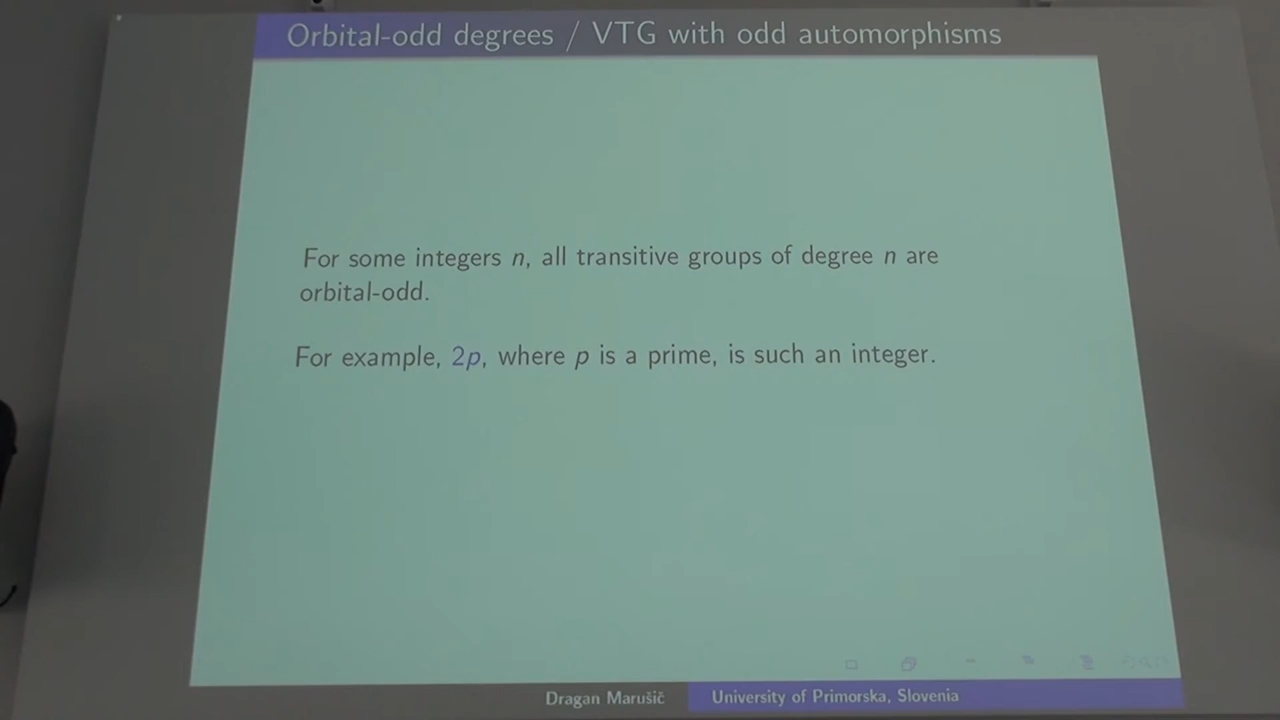 Orbital-odd degrees / VTG with odd automorphisms
For some integers n, all transitive groups of degree n are
orbital-odd.
For example, 2p, where p is a prime, is such an integer.
Dragan Marušič University of Primorska, Slovenia